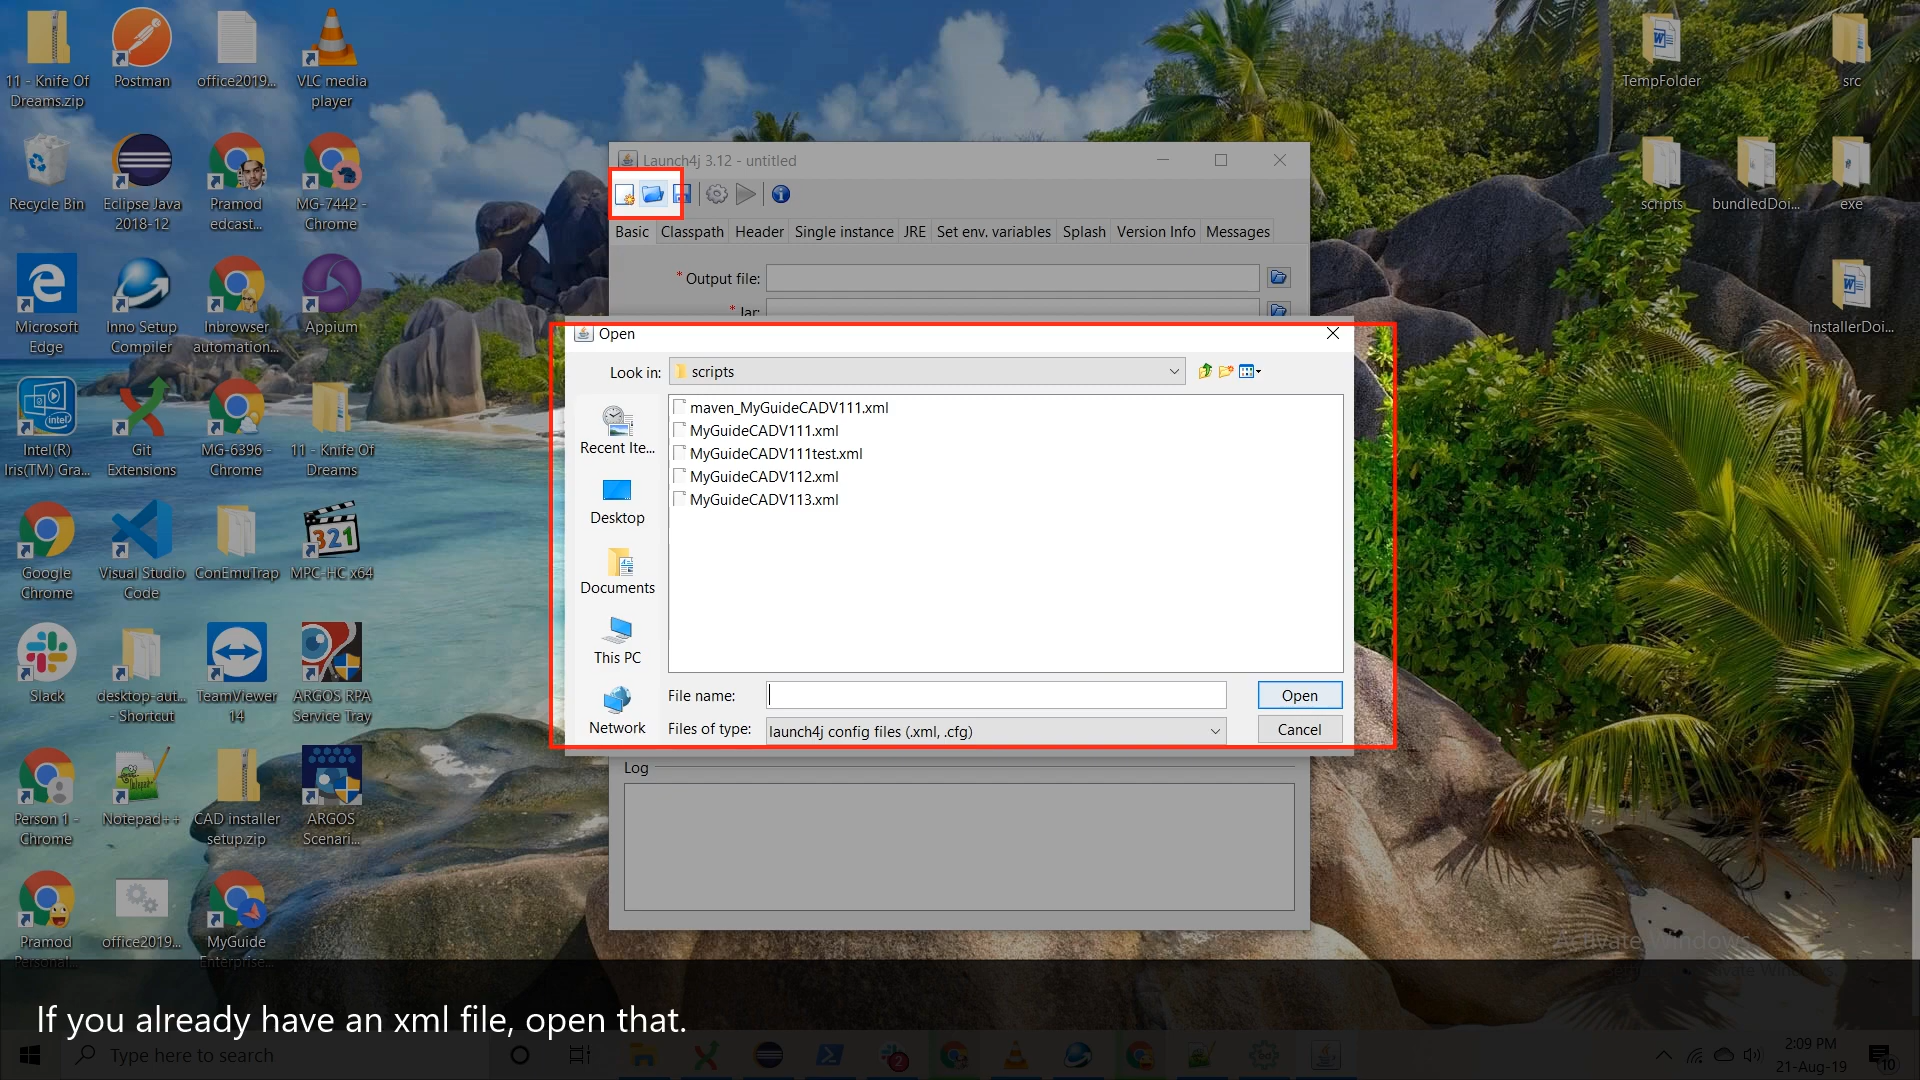 11 - Knife Of
Dreams.zip
Postman
office2019...
VLC media
player
TempFolder
src
Recycle Bin
Eclipse Java
2018-12
Pramod
edcast...
MG-7442 -
Chrome
scripts
bundledDoi...
exe
Microsoft
Edge
Inno Setup
Compiler
Inbrowser
automation...
Appium
installerDoi...
Intel(R)
Iris(TM) Gra...
Git
Extensions
MG-6396 -
Chrome
11 - Knife Of
Dreams
Google
Chrome
Visual Studio
Code
ConEmuTrap
MPC-HC x64
Slack
desktop-aut...
- Shortcut
TeamViewer
14
ARGOS RPA
Service Tray
Person 1 -
Chrome
Notepad++
CAD installer
setup.zip
ARGOS
Scenari...
Pramod
Personal...
office2019...
MyGuide
Enterprise...
Launch4j 3.12 - untitled
Basic Classpath Header Single instance JRE Set env. variables Splash Version Info Messages
* Output file:
* Jar:
Open
Look in: scripts
maven_MyGuideCADV111.xml
MyGuideCADV111.xml
MyGuideCADV111test.xml
MyGuideCADV112.xml
MyGuideCADV113.xml
Recent Ite...
Desktop
Documents
This PC
Network
File name:
Open
Files of type: launch4j config files (.xml, .cfg)
Cancel
Log
Activate Windows
If you already have an xml file, open that.
Type here to search
2
2:09 PM
21-Aug-19
10